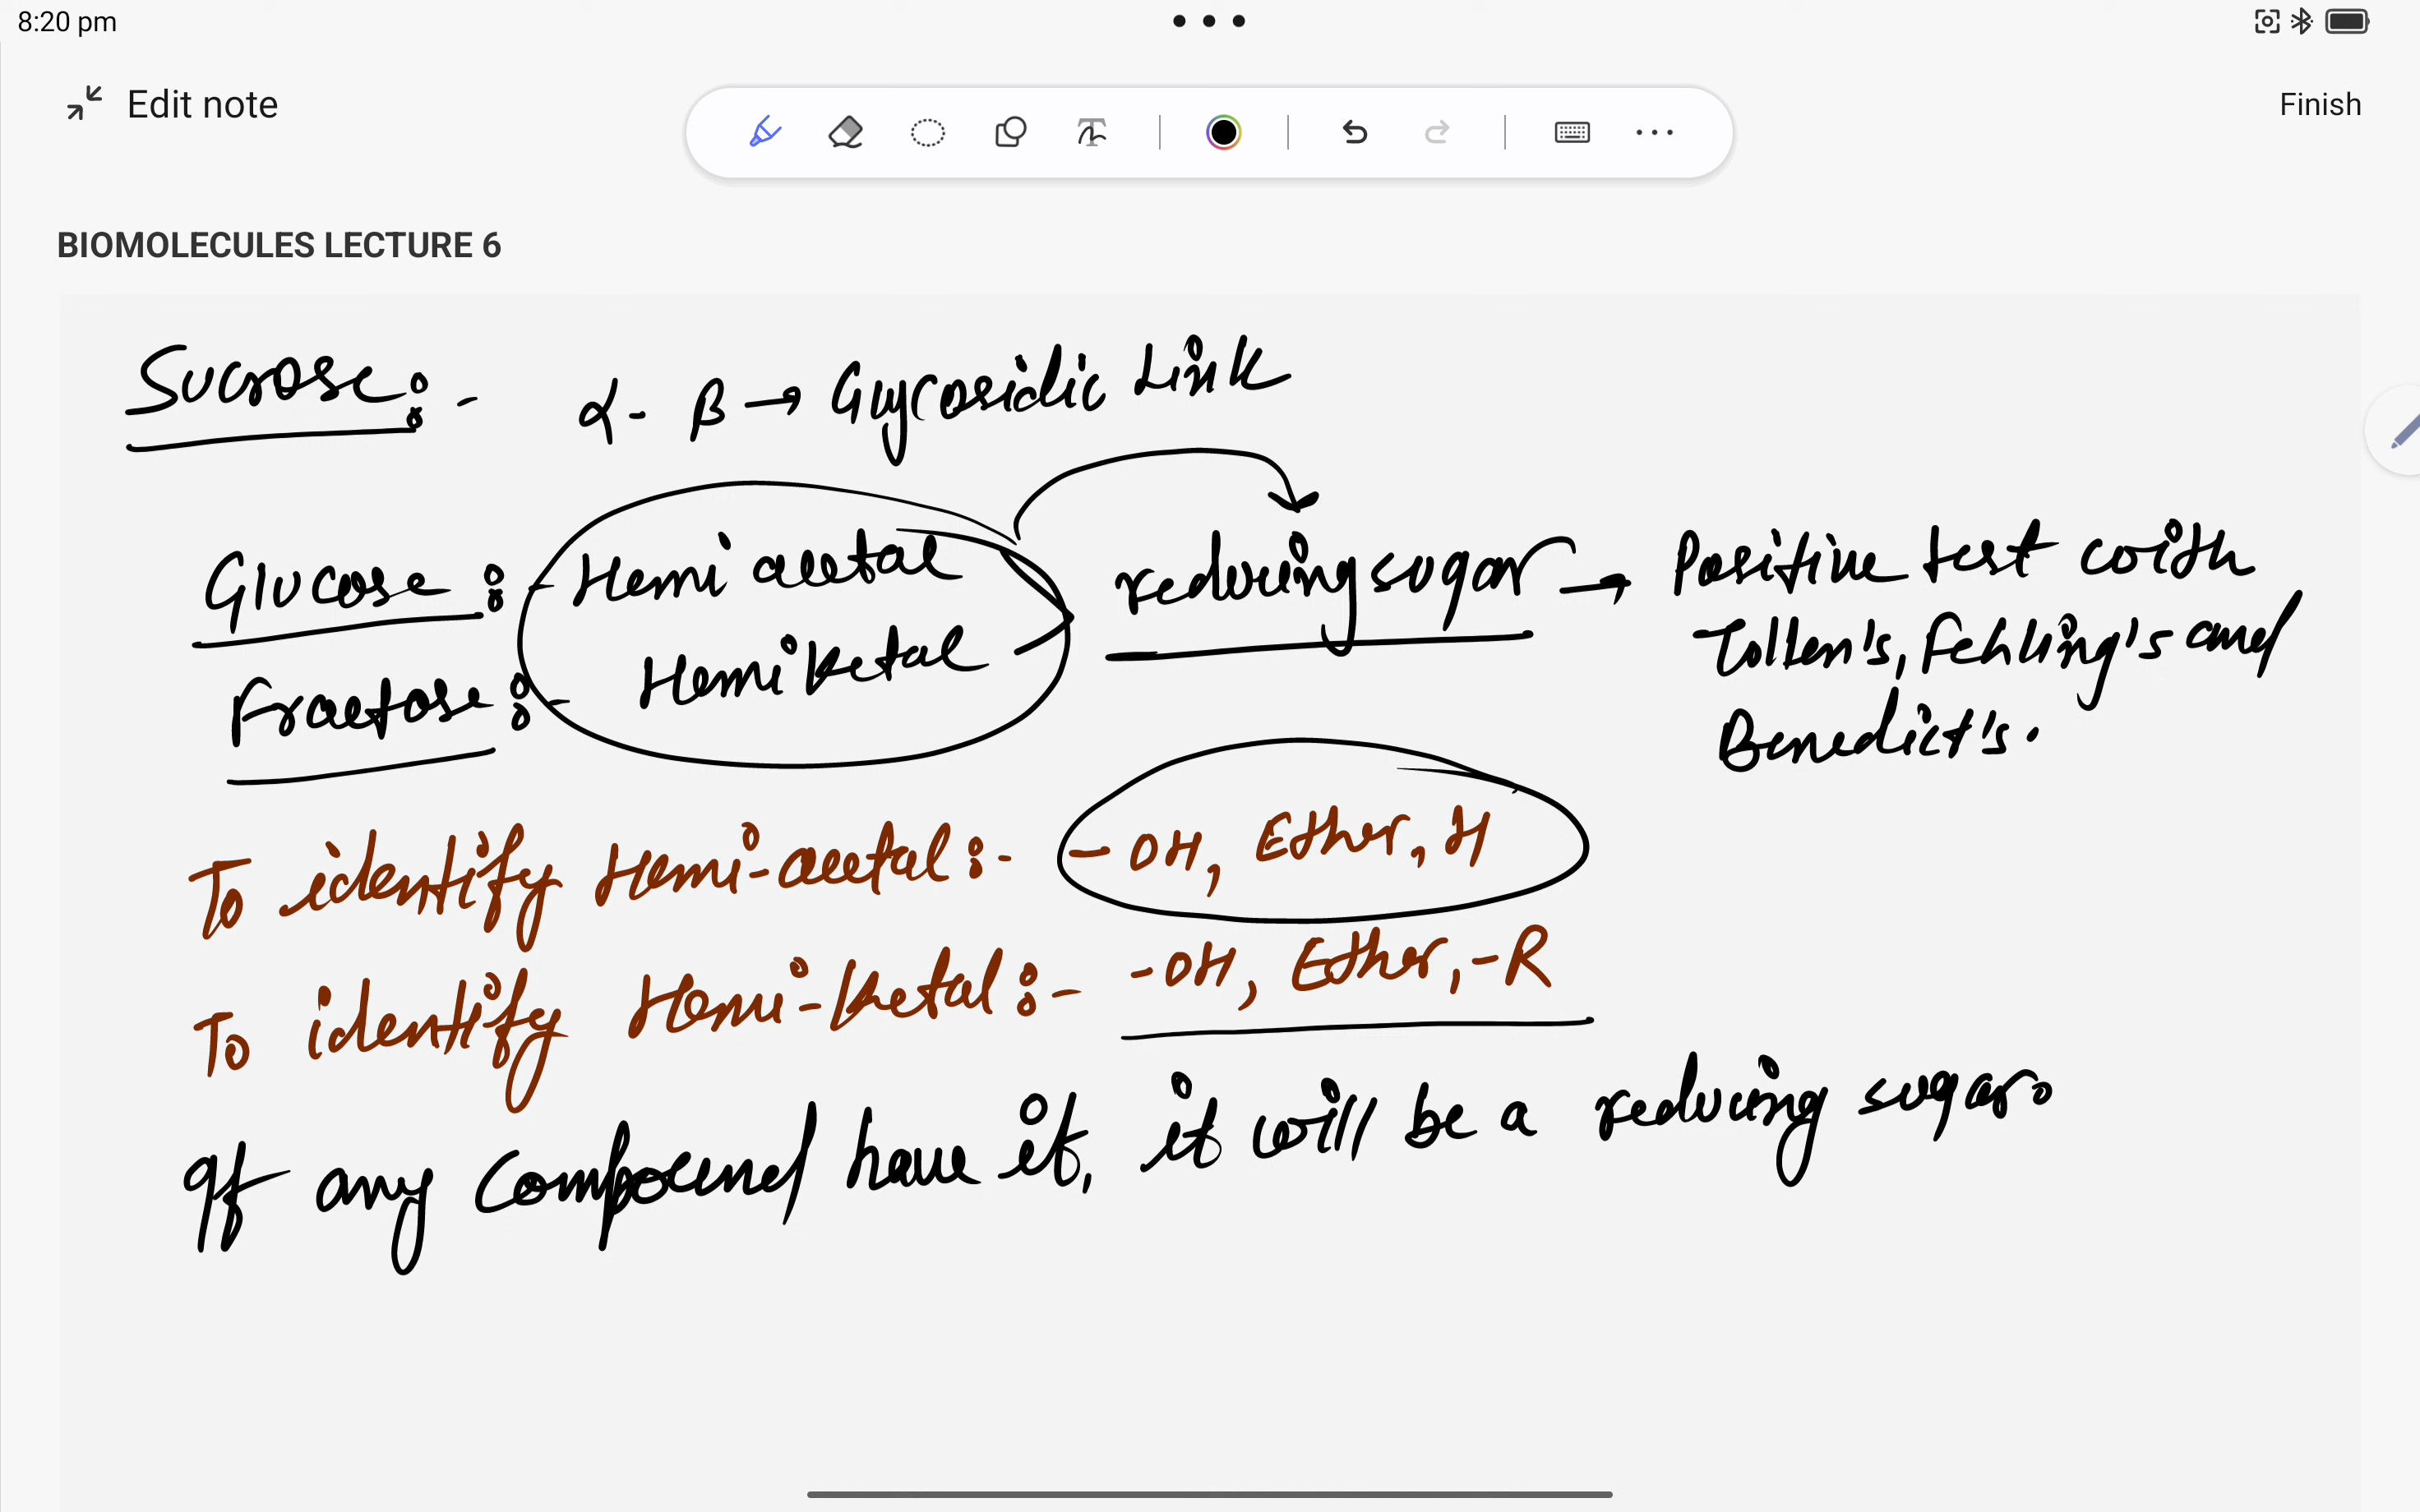 8:20 pm
Edit note
Finish
BIOMOLECULES LECTURE 6
Sucrose:- α-β → Glycosidic Link
Glucose :- Hemi acetal reducing sugar → Positive test with
Fructose :- Hemi ketal Tollen's, Fehling's and
Benedict's.
To identify Hemi-acetal :- -OH, Ether, H
To identify Hemi-ketal :- -OH, Ether, -R
If any compound have it, it will be a reducing sugar.